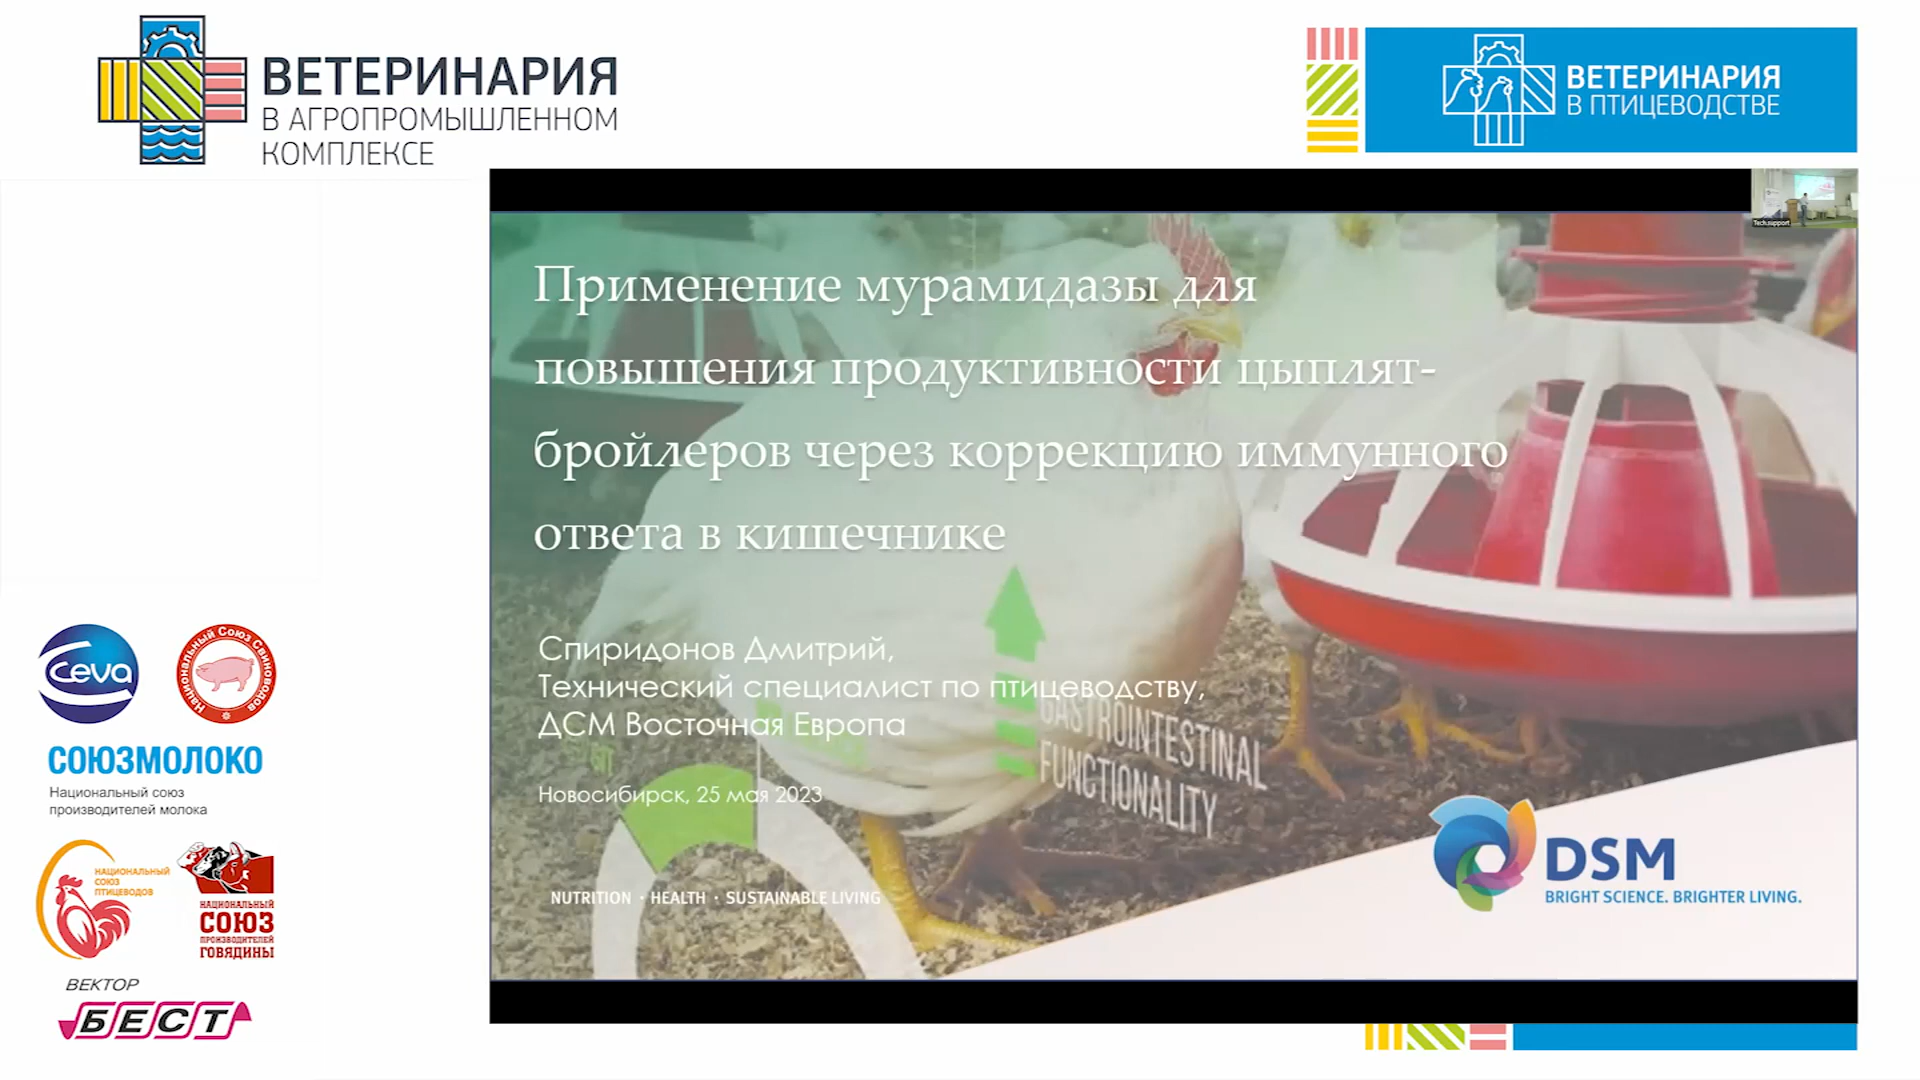 ВЕТЕРИНАРИЯ
В АГРОПРОМЫШЛЕННОМ
КОМПЛЕКСЕ
ВЕТЕРИНАРИЯ
В ПТИЦЕВОДСТВЕ
Tech.support
Применение мурамидазы для
повышения продуктивности цыплят-
бройлеров через коррекцию иммунного
ответа в кишечнике
Спиридонов Дмитрий,
Технический специалист по птицеводству,
ДСМ Восточная Европа
Новосибирск, 25 мая 2023
GASTROINTESTINAL
FUNCTIONALITY
NUTRITION · HEALTH · SUSTAINABLE LIVING
DSM
BRIGHT SCIENCE. BRIGHTER LIVING.
Ceva
Национальный Союз Свиноводов
СОЮЗМОЛОКО
Национальный союз
производителей молока
НАЦИОНАЛЬНЫЙ
СОЮЗ
ПТИЦЕВОДОВ
НАЦИОНАЛЬНЫЙ
СОЮЗ
ПРОИЗВОДИТЕЛЕЙ
ГОВЯДИНЫ
ВЕКТОР
БЕСТ